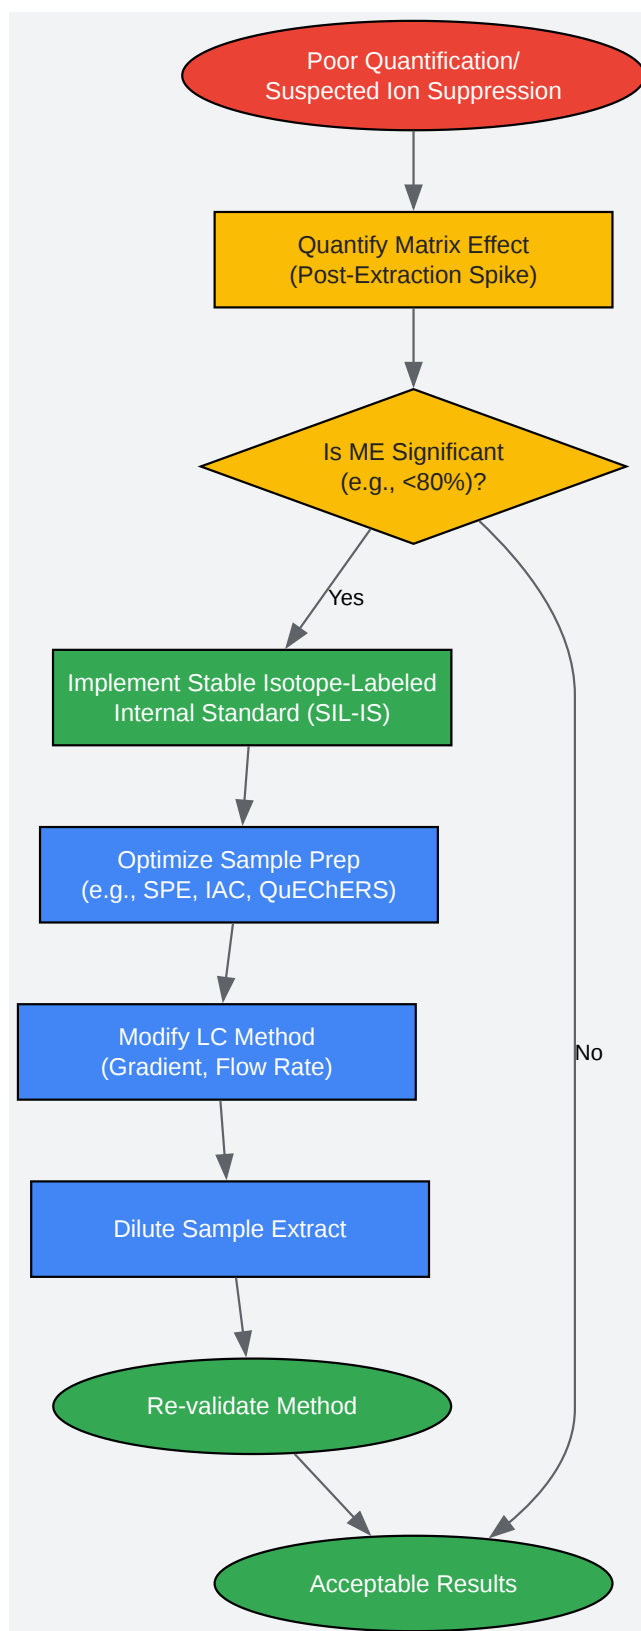 Poor Quantification/
Suspected Ion Suppression
Quantify Matrix Effect
(Post-Extraction Spike)
Is ME Significant
(e.g., <80%)?
Yes
Implement Stable Isotope-Labeled
Internal Standard (SIL-IS)
Optimize Sample Prep
(e.g., SPE, IAC, QuEChERS)
Modify LC Method
(Gradient, Flow Rate)
No
Dilute Sample Extract
Re-validate Method
Acceptable Results